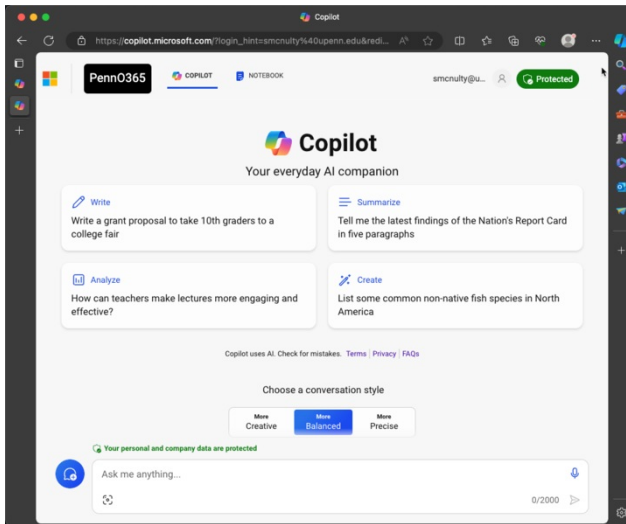 Copilot
https://copilot.microsoft.com/?login_hint=smcnulty%40upenn.edu&redi...
PennO365
COPILOT
NOTEBOOK
smcnulty@u...
Protected
Copilot
Your everyday AI companion
Write
Write a grant proposal to take 10th graders to a
college fair
Summarize
Tell me the latest findings of the Nation's Report Card
in five paragraphs
Analyze
How can teachers make lectures more engaging and
effective?
Create
List some common non-native fish species in North
America
Copilot uses AI. Check for mistakes. Terms | Privacy | FAQs
Choose a conversation style
More
Creative
More
Balanced
More
Precise
Your personal and company data are protected
Ask me anything...
0/2000